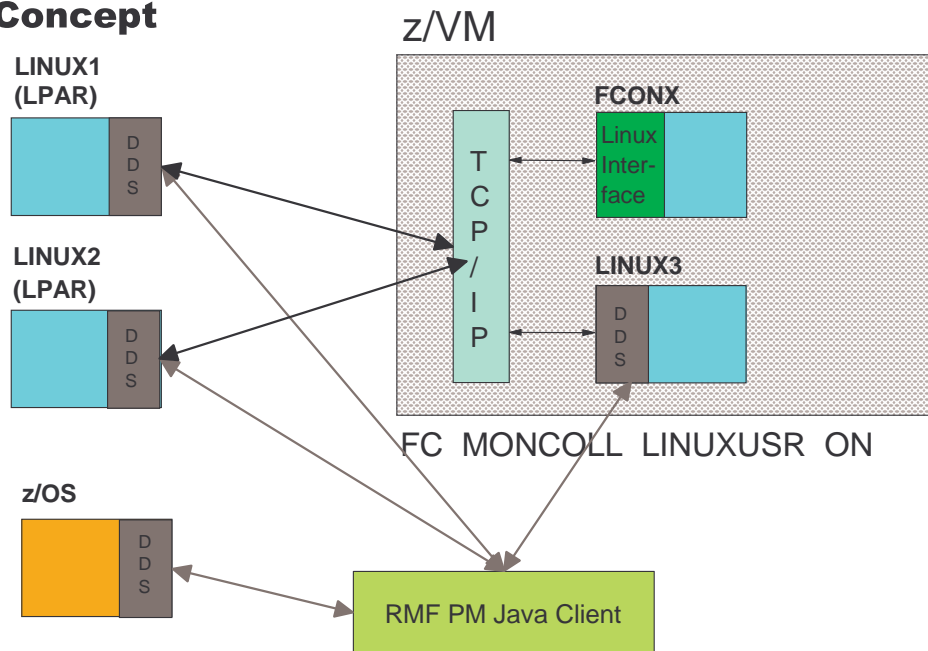 Concept
z/VM
LINUX1
(LPAR)
D
D
S
LINUX2
(LPAR)
D
D
S
T
C
P
/
I
P
FCONX
Linux
Inter-
face
LINUX3
D
D
S
FC MONCOLL LINUXUSR ON
z/OS
D
D
S
RMF PM Java Client